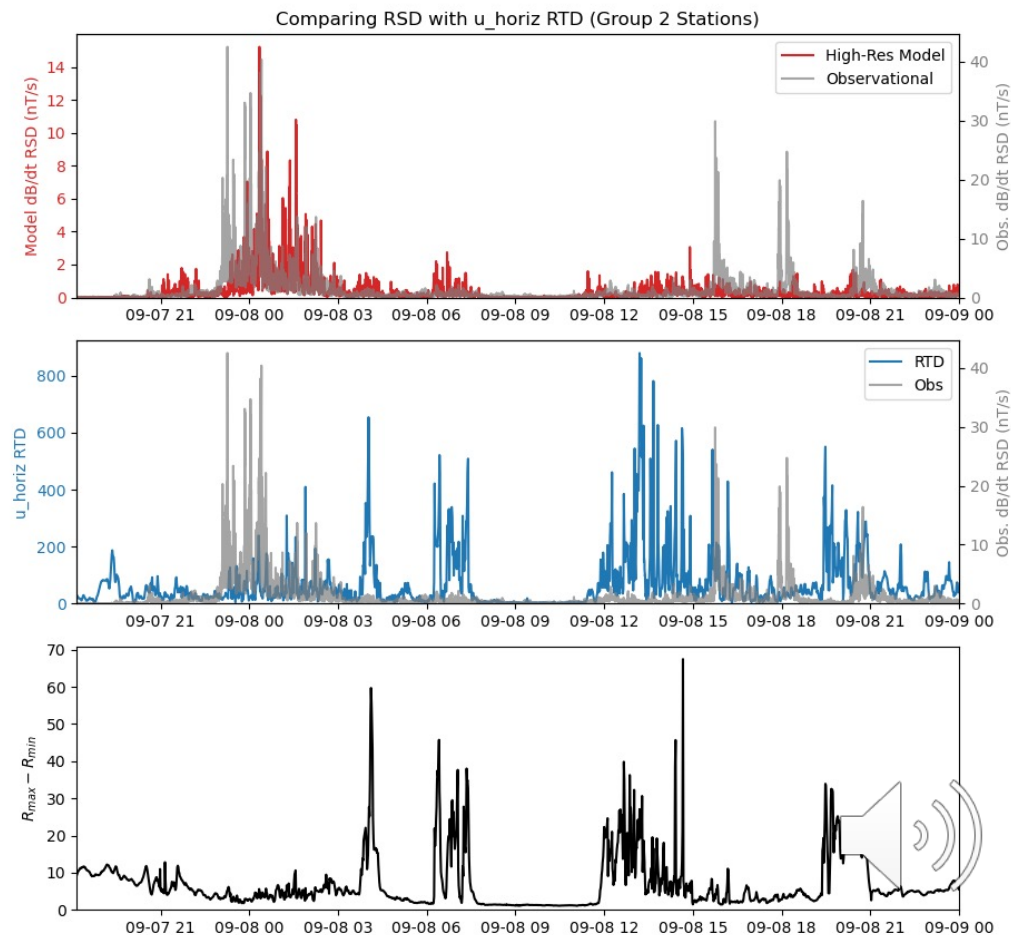 Comparing RSD with u_horiz RTD (Group 2 Stations)
Model dB/dt RSD (nT/s)
14
12
10
8
6
4
2
0
High-Res Model
Observational
40
30
20
10
0
Obs. dB/dt RSD (nT/s)
09-07 21 09-08 00 09-08 03 09-08 06 09-08 09 09-08 12 09-08 15 09-08 18 09-08 21 09-09 00
u_horiz RTD
800
600
400
200
0
RTD
Obs
40
30
20
10
0
Obs. dB/dt RSD (nT/s)
09-07 21 09-08 00 09-08 03 09-08 06 09-08 09 09-08 12 09-08 15 09-08 18 09-08 21 09-09 00
R_max − R_min
70
60
50
40
30
20
10
0
09-07 21 09-08 00 09-08 03 09-08 06 09-08 09 09-08 12 09-08 15 09-08 18 09-08 21 09-09 00